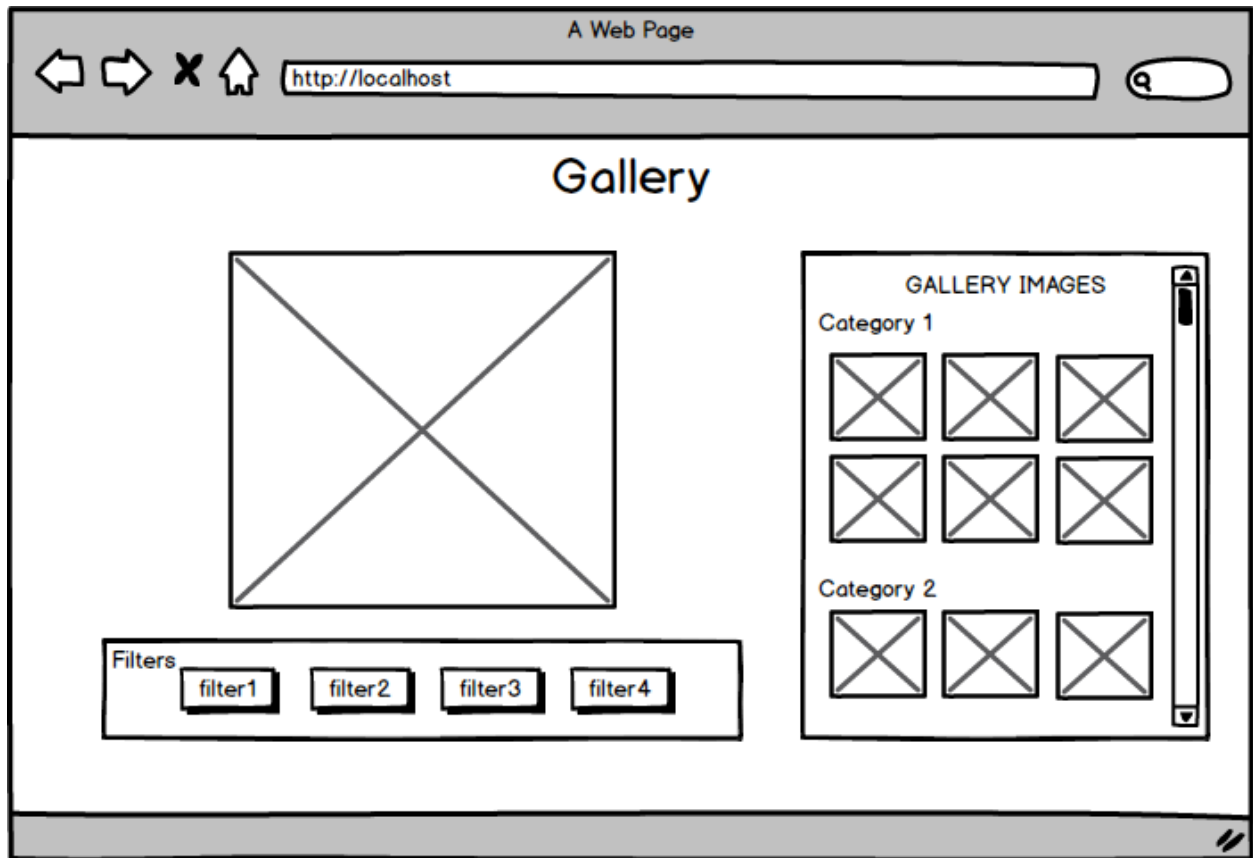 A Web Page
http://localhost
Gallery
GALLERY IMAGES
Category 1
Category 2
Filters
filter1
filter2
filter3
filter4